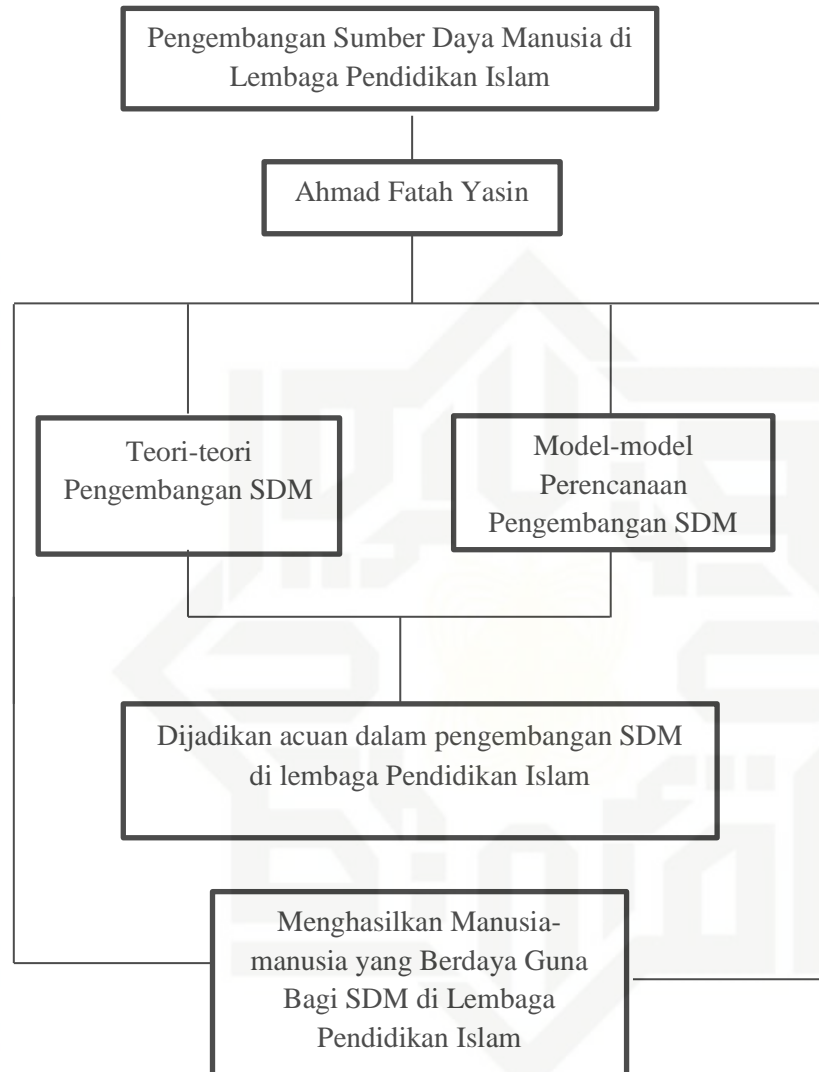 Pengembangan Sumber Daya Manusia di
Lembaga Pendidikan Islam
Ahmad Fatah Yasin
Teori-teori
Pengembangan SDM
Model-model
Perencanaan
Pengembangan SDM
Dijadikan acuan dalam pengembangan SDM
di lembaga Pendidikan Islam
Menghasilkan Manusia-
manusia yang Berdaya Guna
Bagi SDM di Lembaga
Pendidikan Islam